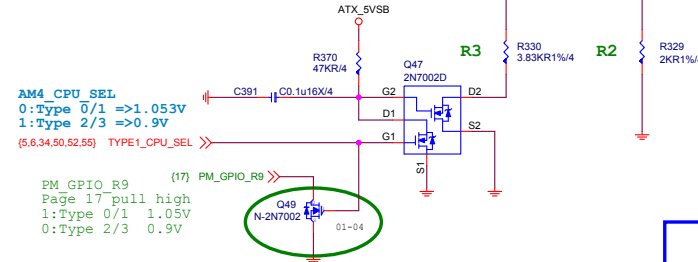 ATX_5VSB
R370
47KR/4
Q47
2N7002D
R3
R330
3.83KR1%/4
R2
R329
2KR1%/
AM4_CPU_SEL
0:Type 0/1 =>1.053V
1:Type 2/3 =>0.9V
C391
C0.1u16X/4
G2
D2
D1
S2
G1
S1
{5,6,34,50,52,55} TYPE1_CPU_SEL
{17} PM_GPIO_R9
PM_GPIO_R9
Page 17 pull high
1:Type 0/1 1.05V
0:Type 2/3 0.9V
Q49
N-2N7002
01-04